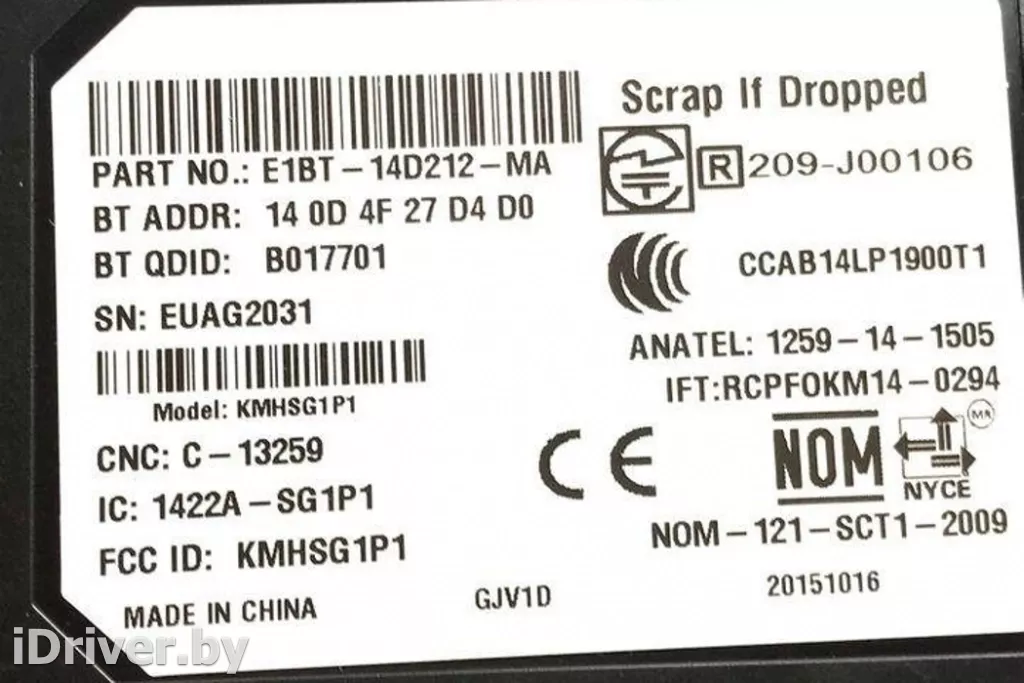 Scrap If Dropped
PART NO.: E1BT-14D212-MA
R 209-J00106
BT ADDR: 14 0D 4F 27 D4 D0
BT QDID: B017701
CCAB14LP1900T1
SN: EUAG2031
ANATEL: 1259-14-1505
IFT:RCPFOKM14-0294
Model: KMHSG1P1
CNC: C-13259
CE
NOM
NYCE
IC: 1422A-SG1P1
NOM-121-SCT1-2009
FCC ID: KMHSG1P1
20151016
GJV1D
MADE IN CHINA
iDriver.by